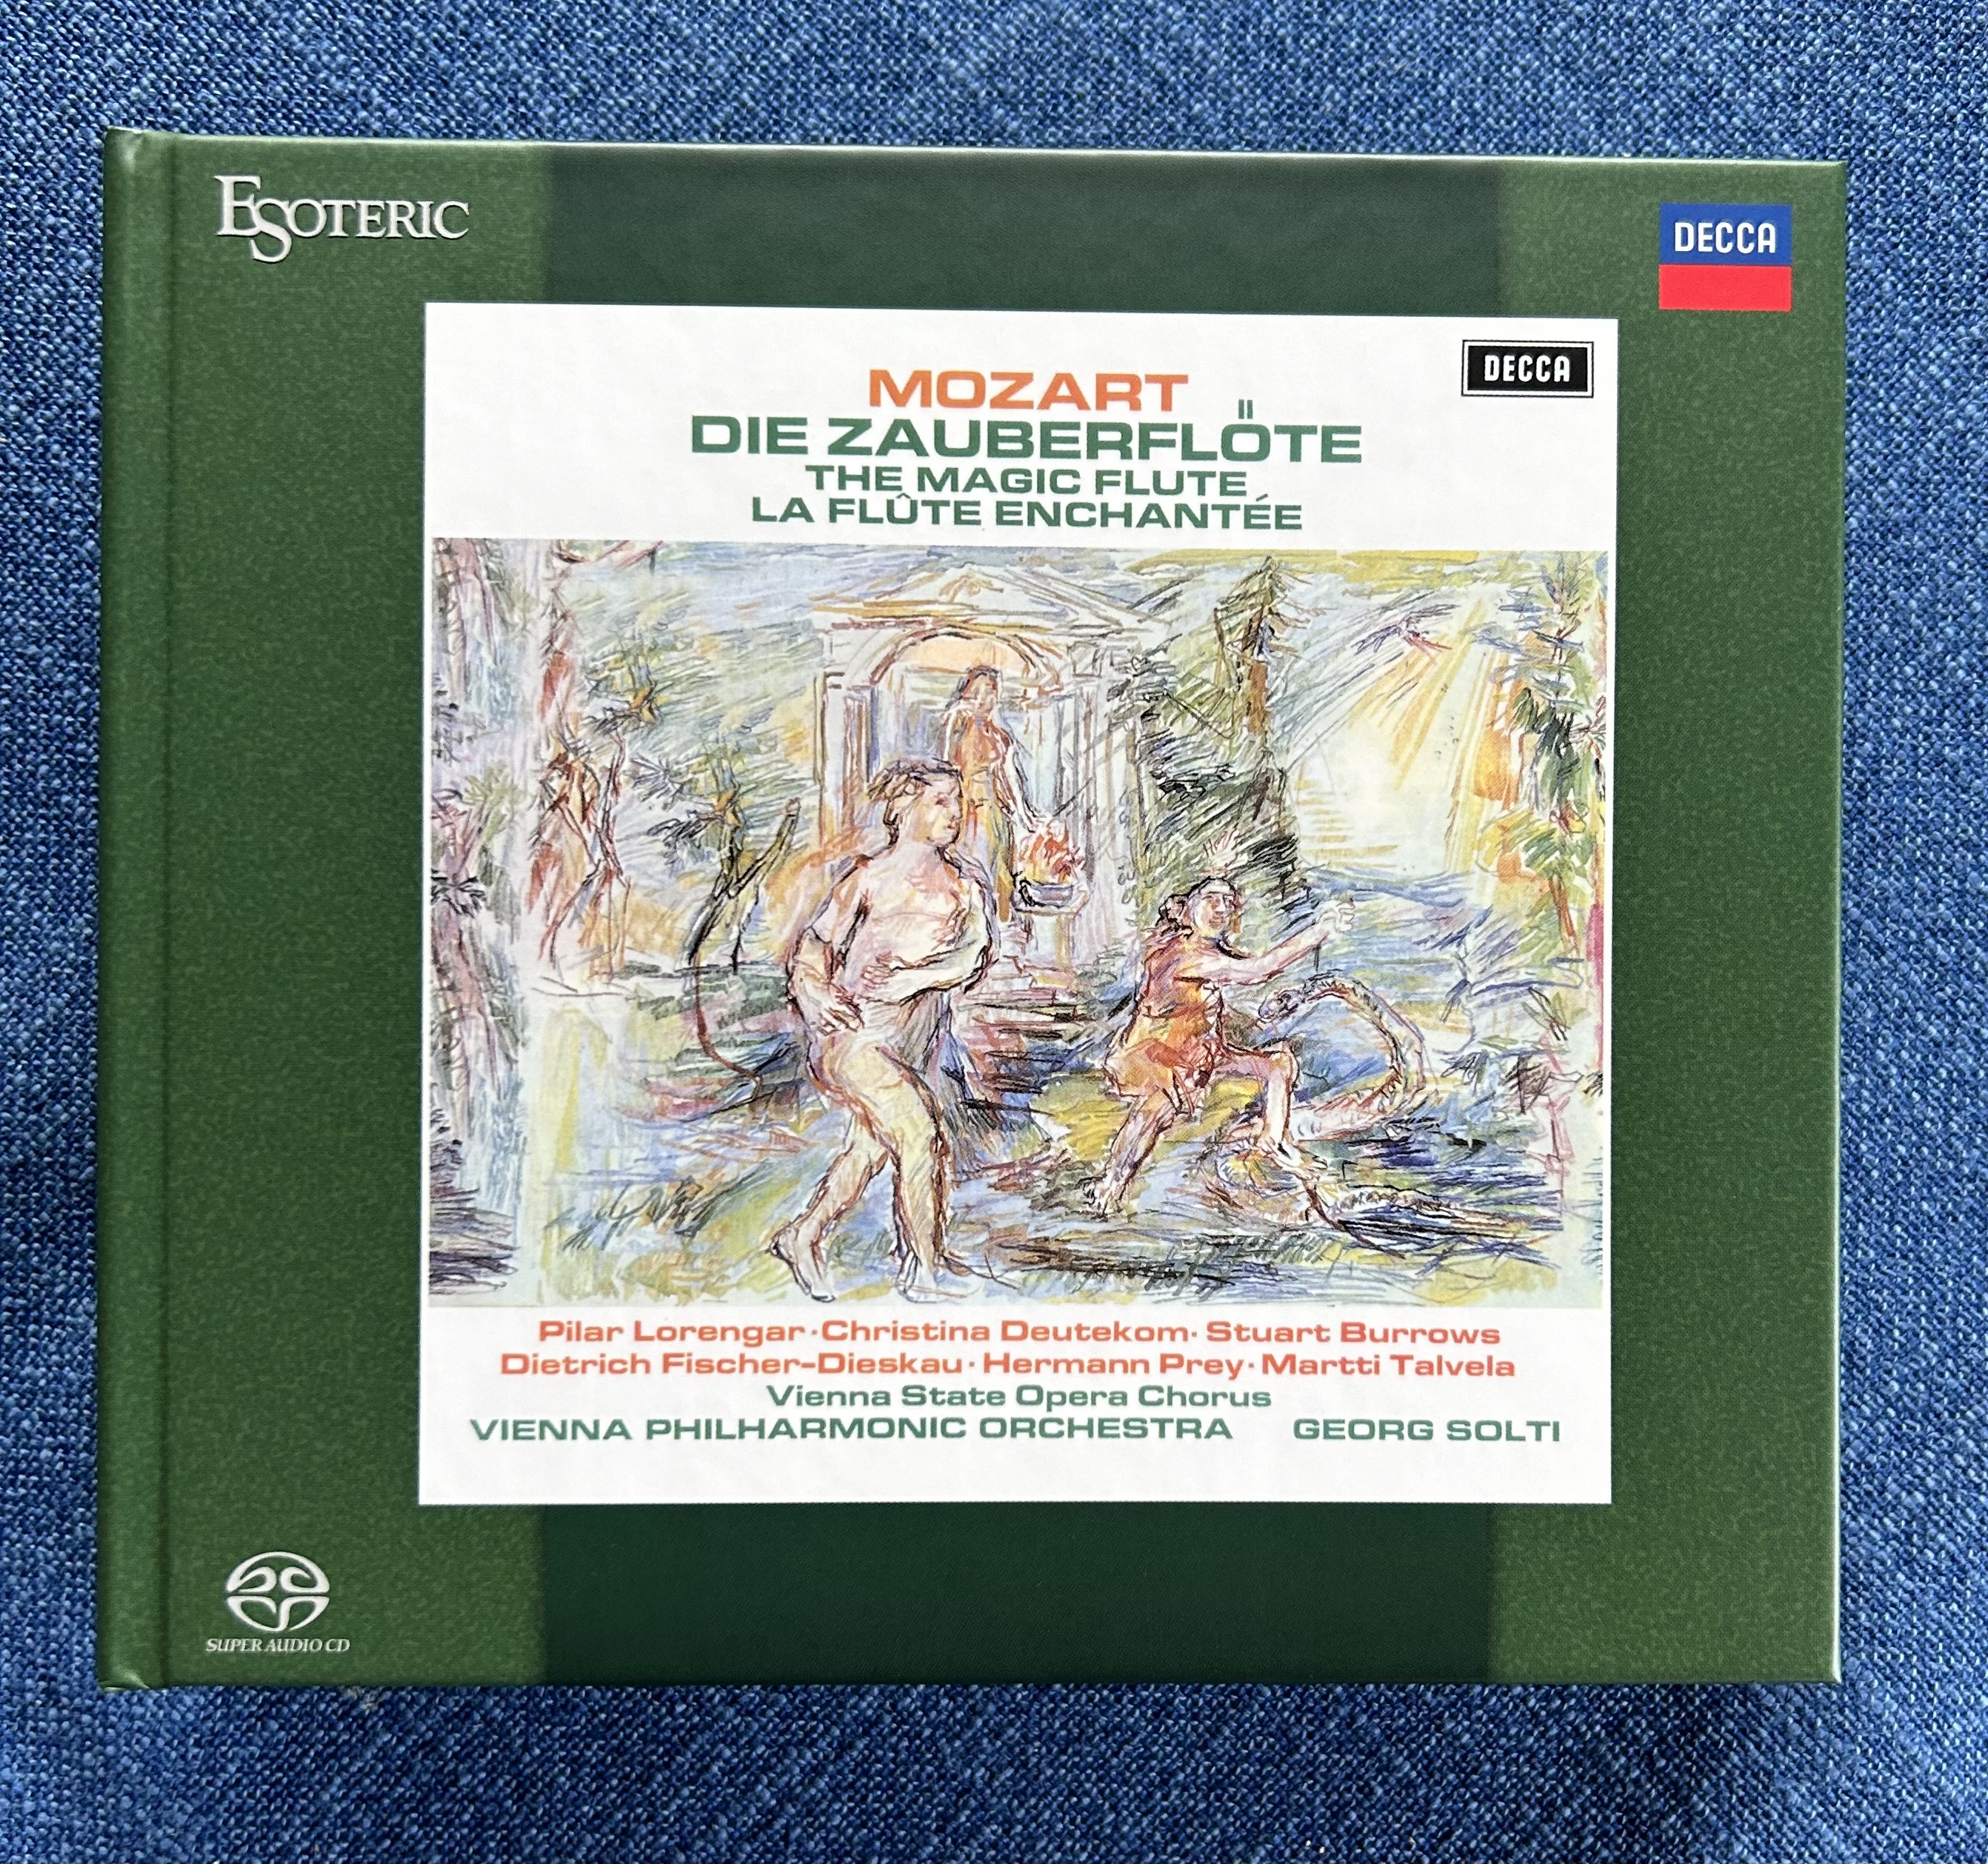 ESOTERIC
DECCA
DECCA
MOZART
DIE ZAUBERFLÖTE
THE MAGIC FLUTE
LA FLÛTE ENCHANTÉE
Pilar Lorengar · Christina Deutekom · Stuart Burrows
Dietrich Fischer-Dieskau · Hermann Prey · Martti Talvela
Vienna State Opera Chorus
VIENNA PHILHARMONIC ORCHESTRA GEORG SOLTI
SUPER AUDIO CD